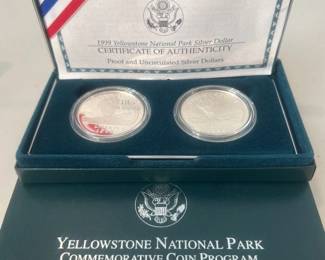 1999 Yellowstone National Park Silver Dollar
CERTIFICATE OF AUTHENTICITY
Proof and Uncirculated Silver Dollars
YELLOWSTONE NATIONAL PARK
COMMEMORATIVE COIN PROGRAM